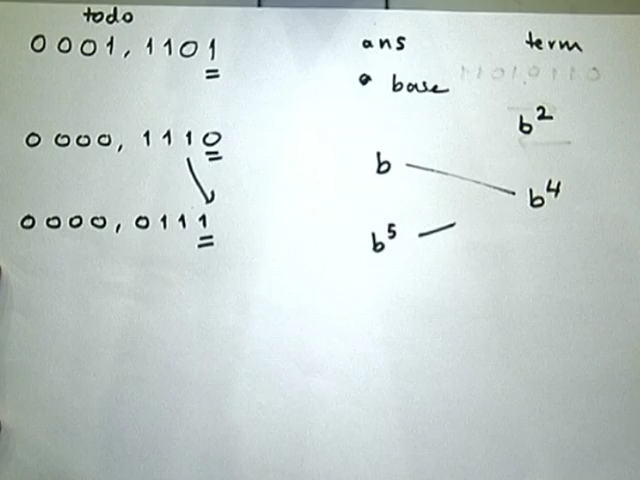 todo ans term
0001,1101 base
b²
0000,1110 b b⁴
0000,0111 b⁵